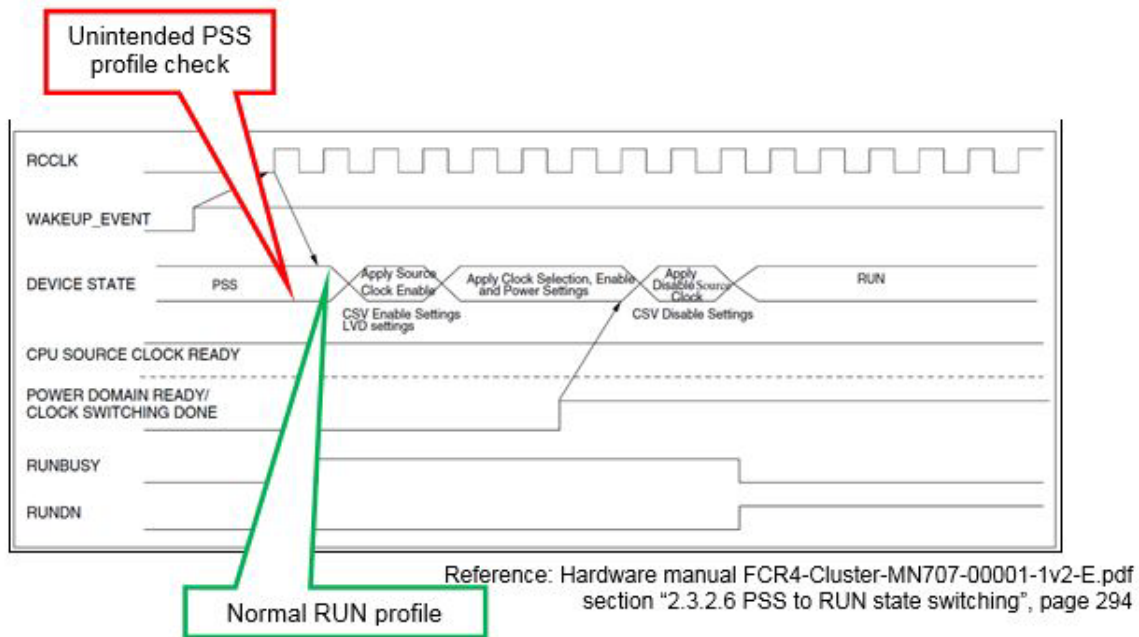 Unintended PSS
profile check
RCCLK
WAKEUP_EVENT
DEVICE STATE
PSS
Apply Source
Clock Enable
Apply Clock Selection, Enable
and Power Settings
Apply
Disable Source
Clock
RUN
CSV Enable Settings
LVD settings
CSV Disable Settings
CPU SOURCE CLOCK READY
POWER DOMAIN READY/
CLOCK SWITCHING DONE
RUNBUSY
RUNDN
Normal RUN profile
Reference: Hardware manual FCR4-Cluster-MN707-00001-1v2-E.pdf
section “2.3.2.6 PSS to RUN state switching”, page 294